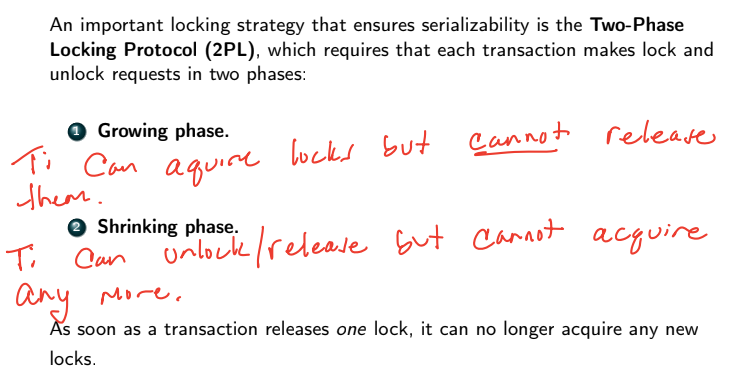 An important locking strategy that ensures serializability is the Two-Phase
Locking Protocol (2PL), which requires that each transaction makes lock and
unlock requests in two phases:
1 Growing phase.
Ti Can aquire locks but cannot release
them.
2 Shrinking phase.
Ti Can unlock/release but cannot acquire
any more.
As soon as a transaction releases one lock, it can no longer acquire any new
locks.